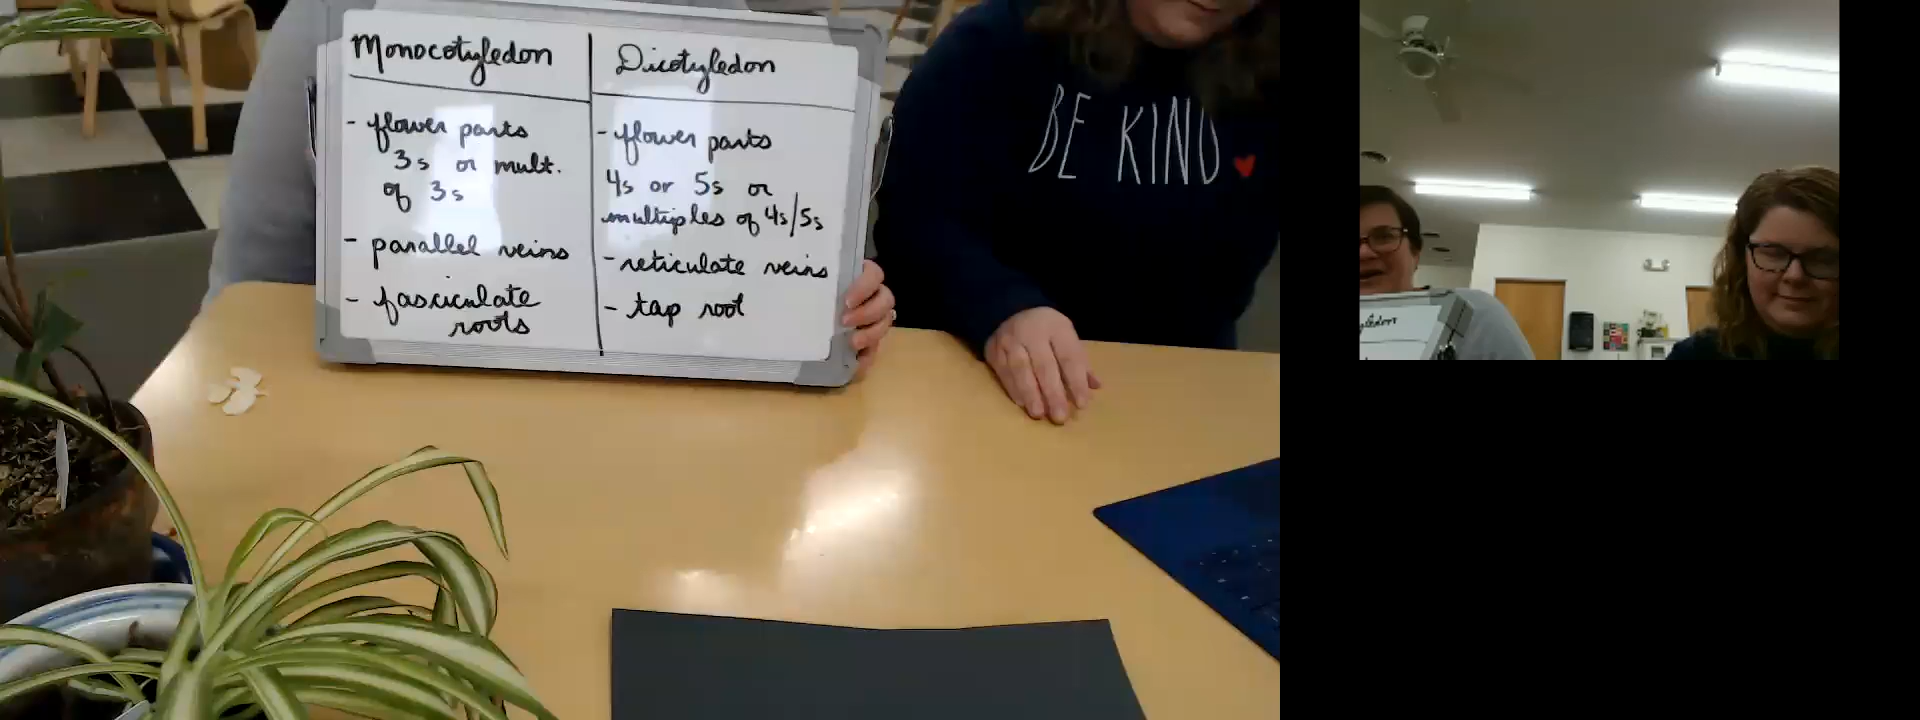 Monocotyledon
- flower parts
3s or mult.
of 3s
- parallel veins
- fasciculate
roots
Dicotyledon
- flower parts
4s or 5s or
multiples of 4s/5s
- reticulate veins
- tap root
BE KIND